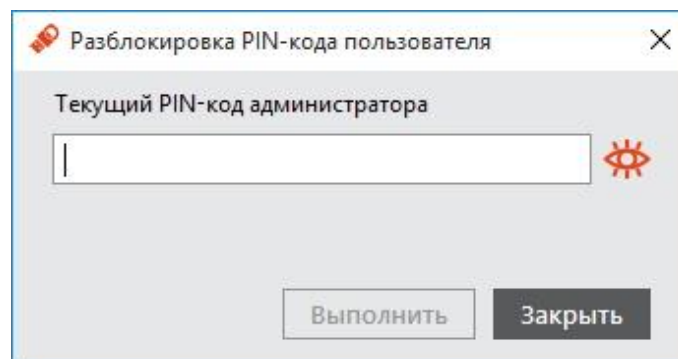 Разблокировка PIN-кода пользователя
Текущий PIN-код администратора
Выполнить
Закрыть